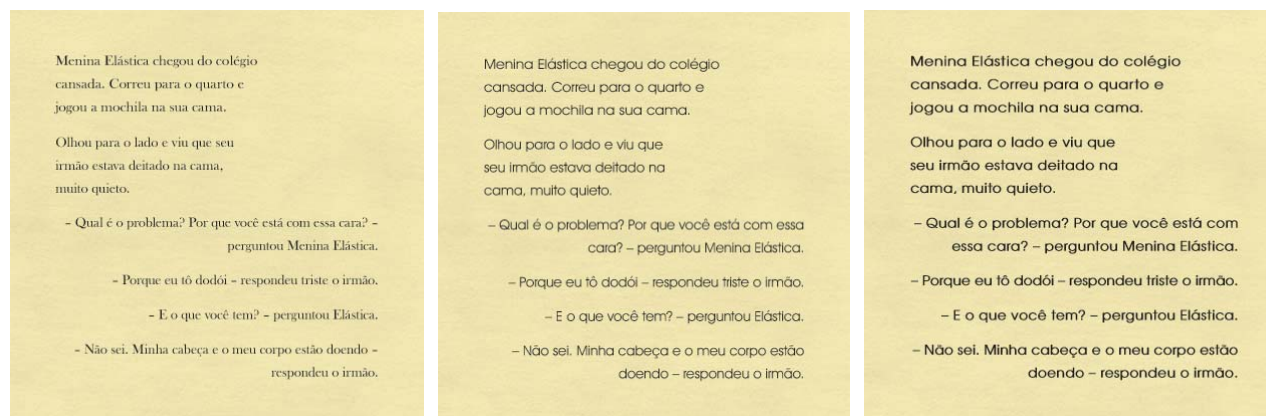 Menina Elástica chegou do colégio
cansada. Correu para o quarto e
jogou a mochila na sua cama.
Olhou para o lado e viu que seu
irmão estava deitado na cama,
muito quieto.
– Qual é o problema? Por que você está com essa cara? –
perguntou Menina Elástica.
– Porque eu tô dodói – respondeu triste o irmão.
– E o que você tem? – perguntou Elástica.
– Não sei. Minha cabeça e o meu corpo estão doendo –
respondeu o irmão.
Menina Elástica chegou do colégio
cansada. Correu para o quarto e
jogou a mochila na sua cama.
Olhou para o lado e viu que
seu irmão estava deitado na
cama, muito quieto.
– Qual é o problema? Por que você está com essa
cara? – perguntou Menina Elástica.
– Porque eu tô dodói – respondeu triste o irmão.
– E o que você tem? – perguntou Elástica.
– Não sei. Minha cabeça e o meu corpo estão
doendo – respondeu o irmão.
Menina Elástica chegou do colégio
cansada. Correu para o quarto e
jogou a mochila na sua cama.
Olhou para o lado e viu que
seu irmão estava deitado na
cama, muito quieto.
– Qual é o problema? Por que você está com
essa cara? – perguntou Menina Elástica.
– Porque eu tô dodói – respondeu triste o irmão.
– E o que você tem? – perguntou Elástica.
– Não sei. Minha cabeça e o meu corpo estão
doendo – respondeu o irmão.